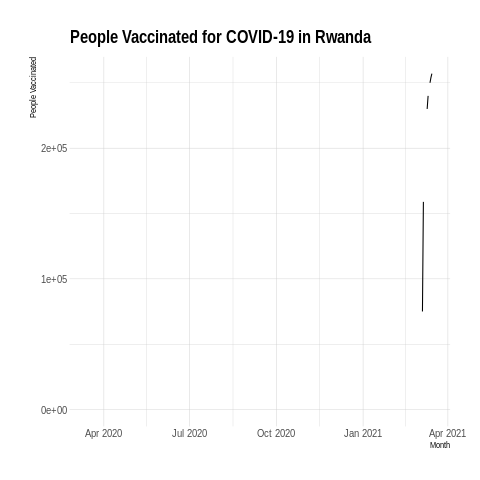 People Vaccinated for COVID-19 in Rwanda
People Vaccinated
2e+05
1e+05
0e+00
Apr 2020 Jul 2020 Oct 2020 Jan 2021 Apr 2021
Month